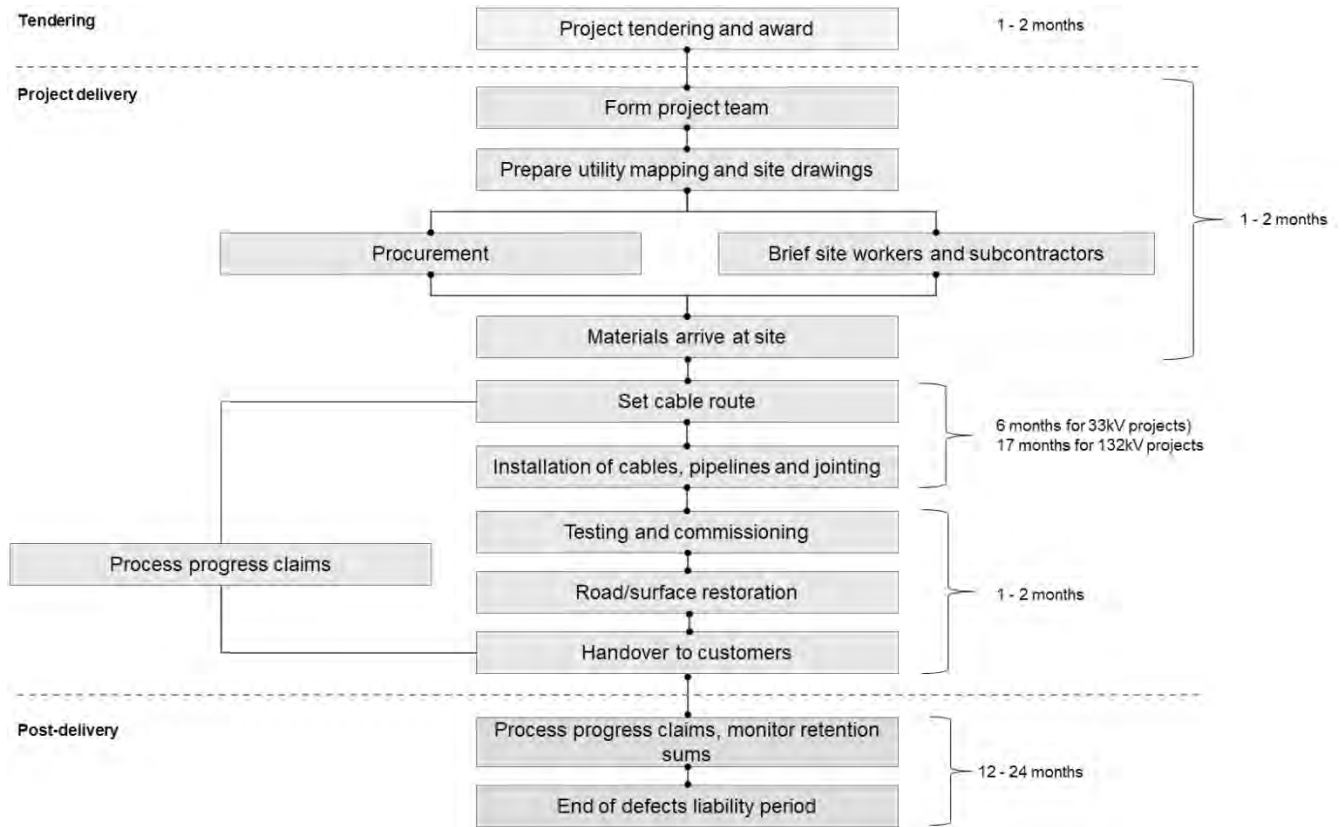 Tendering
Project tendering and award
1 - 2 months
Project delivery
Form project team
Prepare utility mapping and site drawings
1 - 2 months
Procurement
Brief site workers and subcontractors
Materials arrive at site
Set cable route
6 months for 33kV projects)
17 months for 132kV projects
Installation of cables, pipelines and jointing
Testing and commissioning
Process progress claims
Road/surface restoration
1 - 2 months
Handover to customers
Post-delivery
Process progress claims, monitor retention
sums
12 - 24 months
End of defects liability period